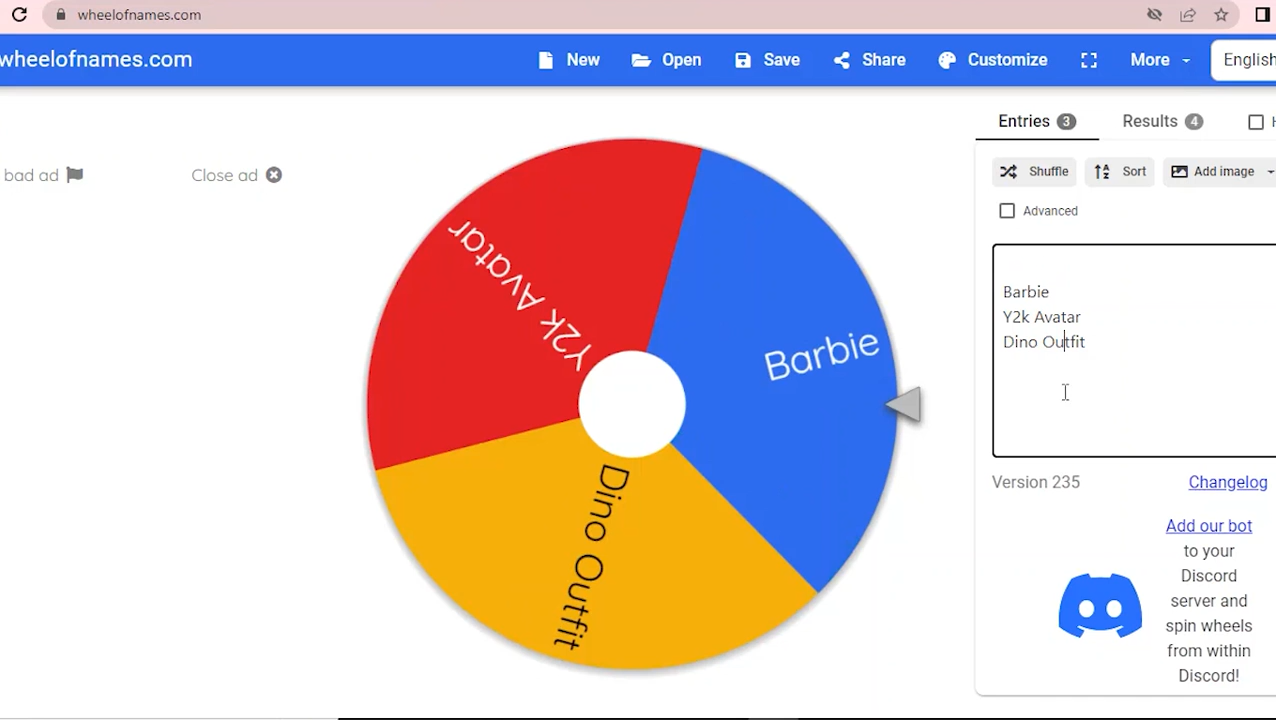 wheelofnames.com
wheelofnames.com
New
Open
Save
Share
Customize
More
English
bad ad
Close ad
Y2k Avatar
Barbie
Dino Outfit
Entries 3
Results 4
Shuffle
Sort
Add image
Advanced
Barbie
Y2k Avatar
Dino Outfit
Version 235
Changelog
Add our bot
to your
Discord
server and
spin wheels
from within
Discord!